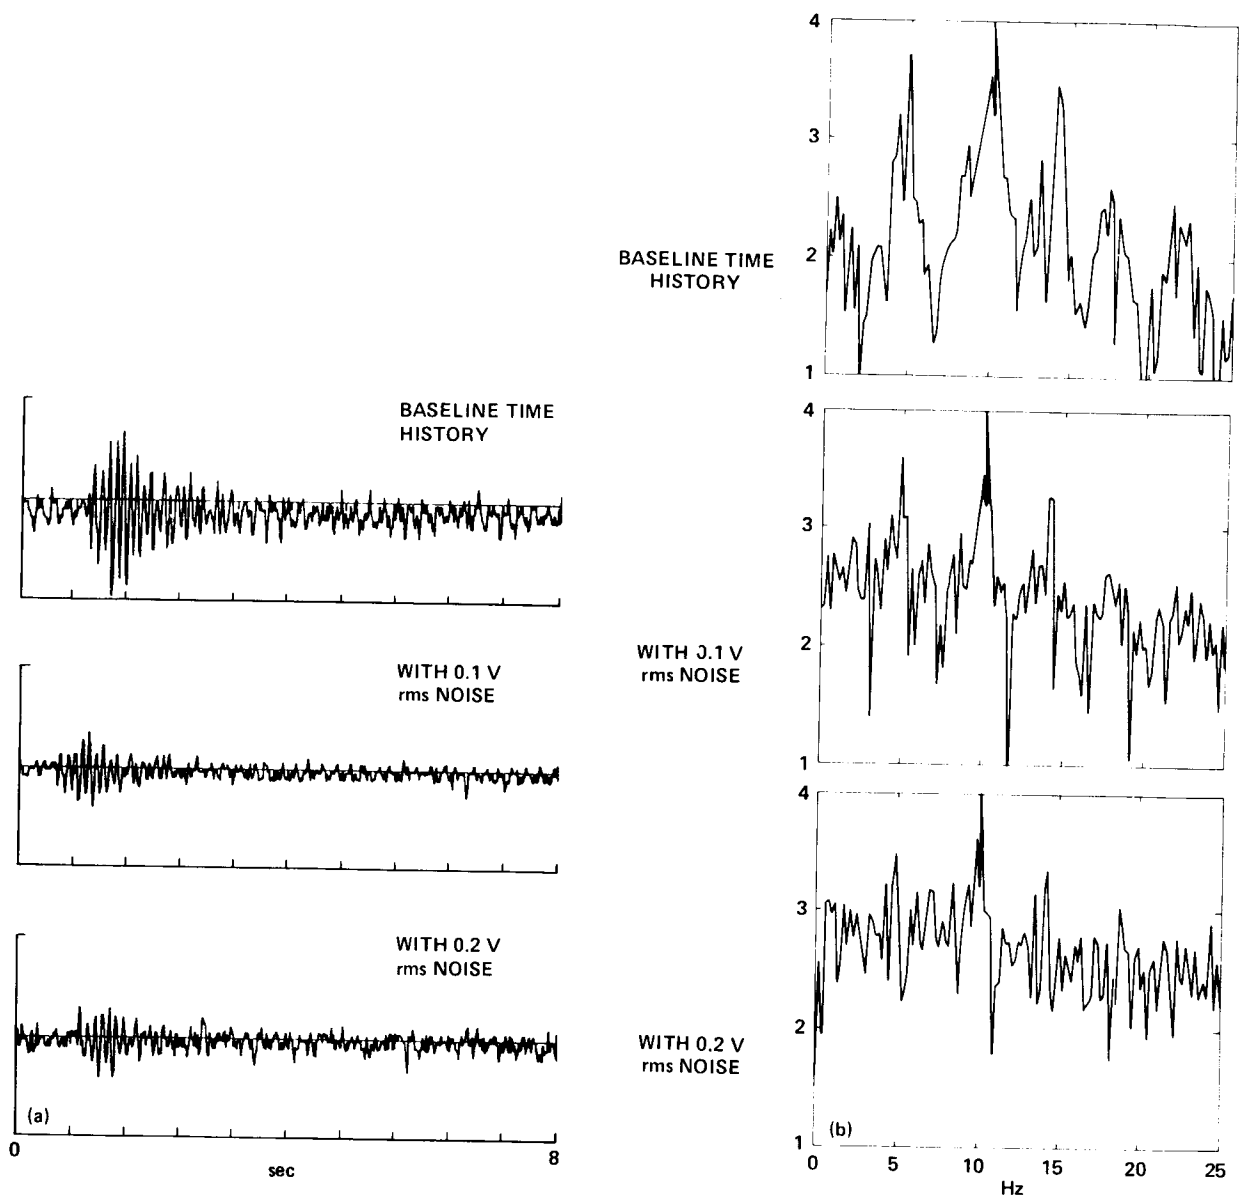 BASELINE TIME
HISTORY
WITH 0.1 V
rms NOISE
WITH 0.2 V
rms NOISE
(a)
0
8
sec
4
3
2
1
BASELINE TIME
HISTORY
4
3
2
1
WITH 0.1 V
rms NOISE
4
3
2
1
WITH 0.2 V
rms NOISE
(b)
0 5 10 15 20 25
Hz